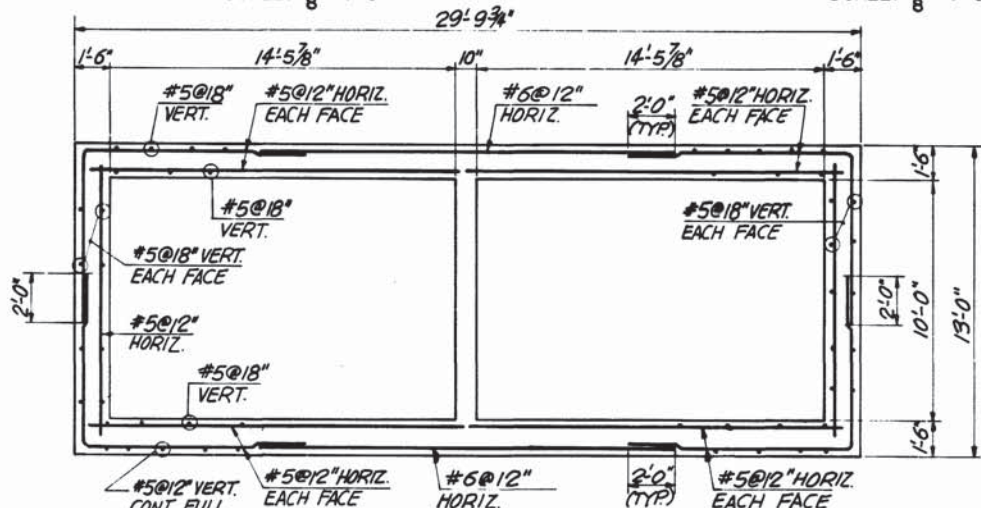 29'-9¾"
1'-6"
14'-5⅞"
10"
14'-5⅞"
1'-6"
#5@18"
VERT.
#5@12"HORIZ.
EACH FACE
#6@12"
HORIZ.
2'-0"
(TYP.)
#5@12"HORIZ.
EACH FACE
1'-6"
#5@18"
VERT.
#5@18"VERT.
EACH FACE
#5@18"VERT.
EACH FACE
2'-0"
2'-0"
10'-0"
13'-0"
#5@12"
HORIZ.
#5@18"
VERT.
1'-6"
#5@12"VERT.
CONT. FULL
#5@12"HORIZ.
EACH FACE
#6@12"
HORIZ.
2'-0"
(TYP.)
#5@12"HORIZ.
EACH FACE